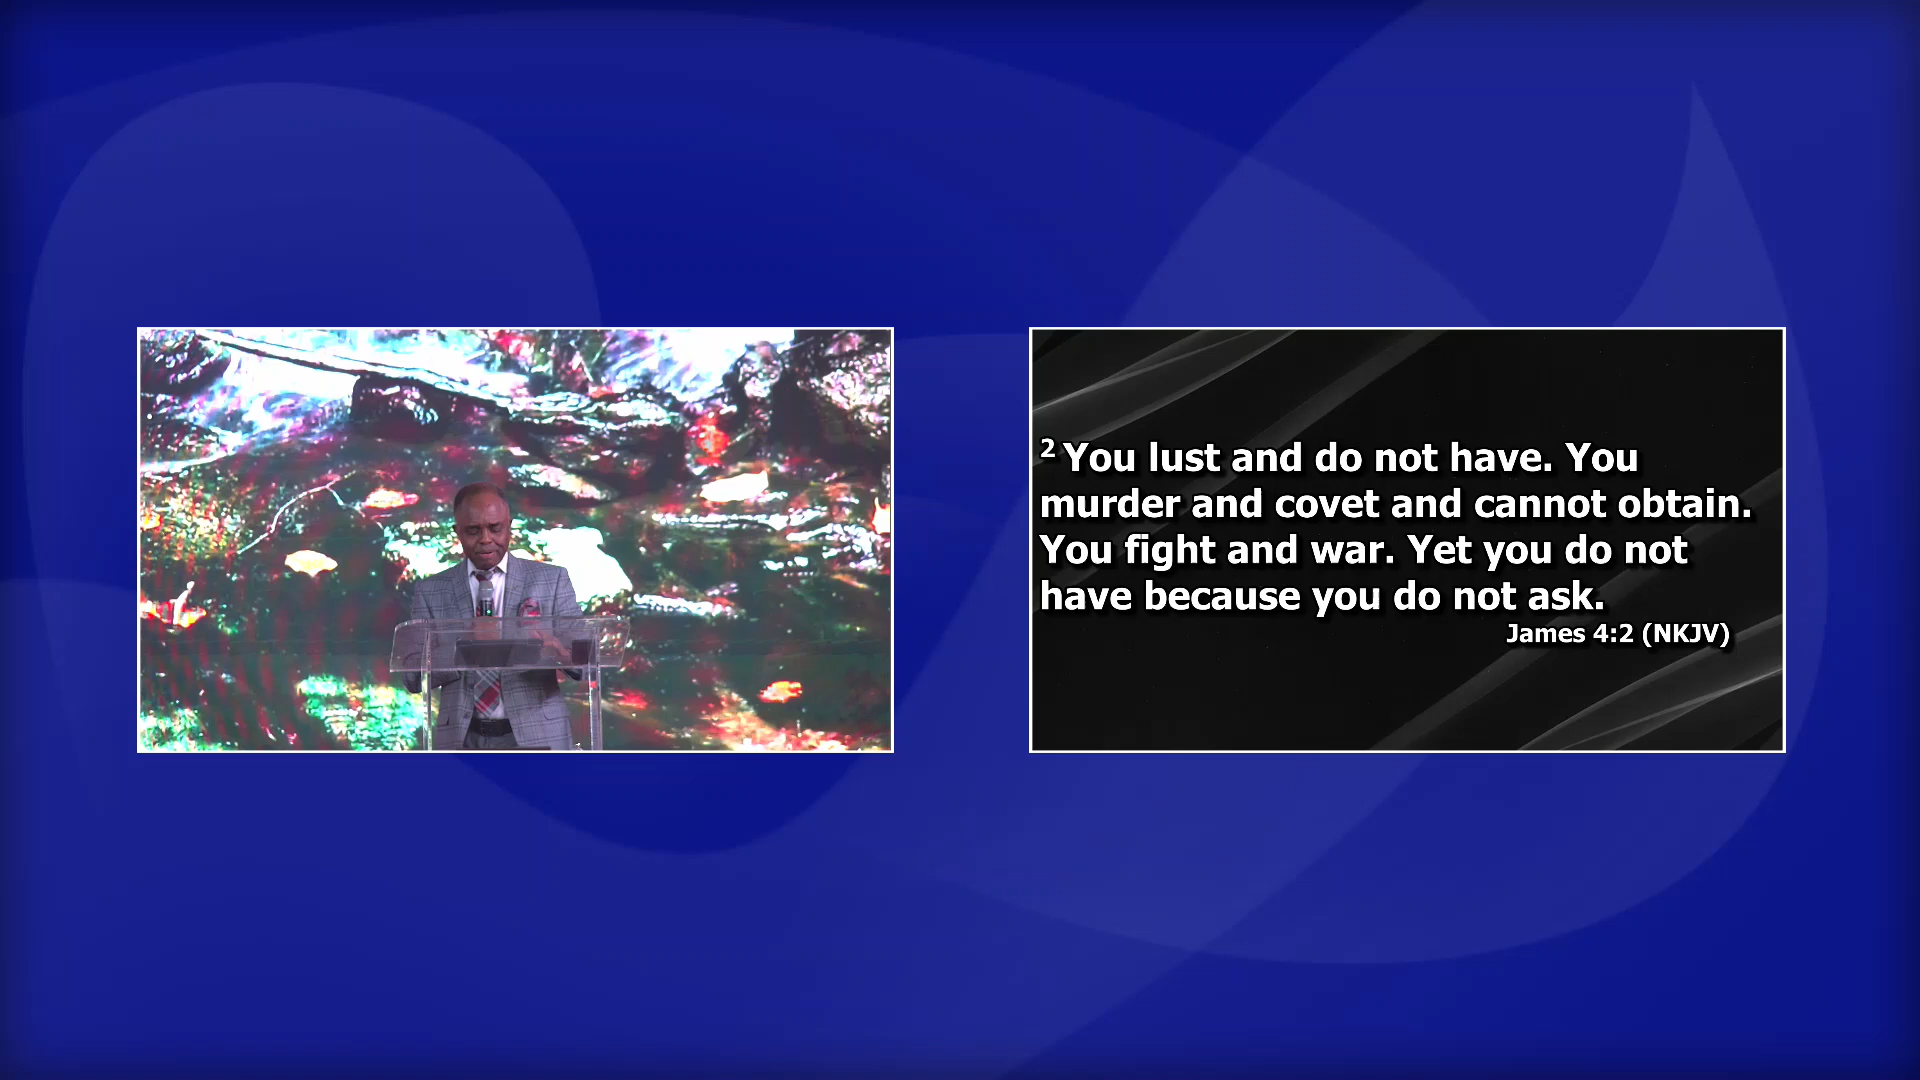 2 You lust and do not have. You
murder and covet and cannot obtain.
You fight and war. Yet you do not
have because you do not ask.
James 4:2 (NKJV)